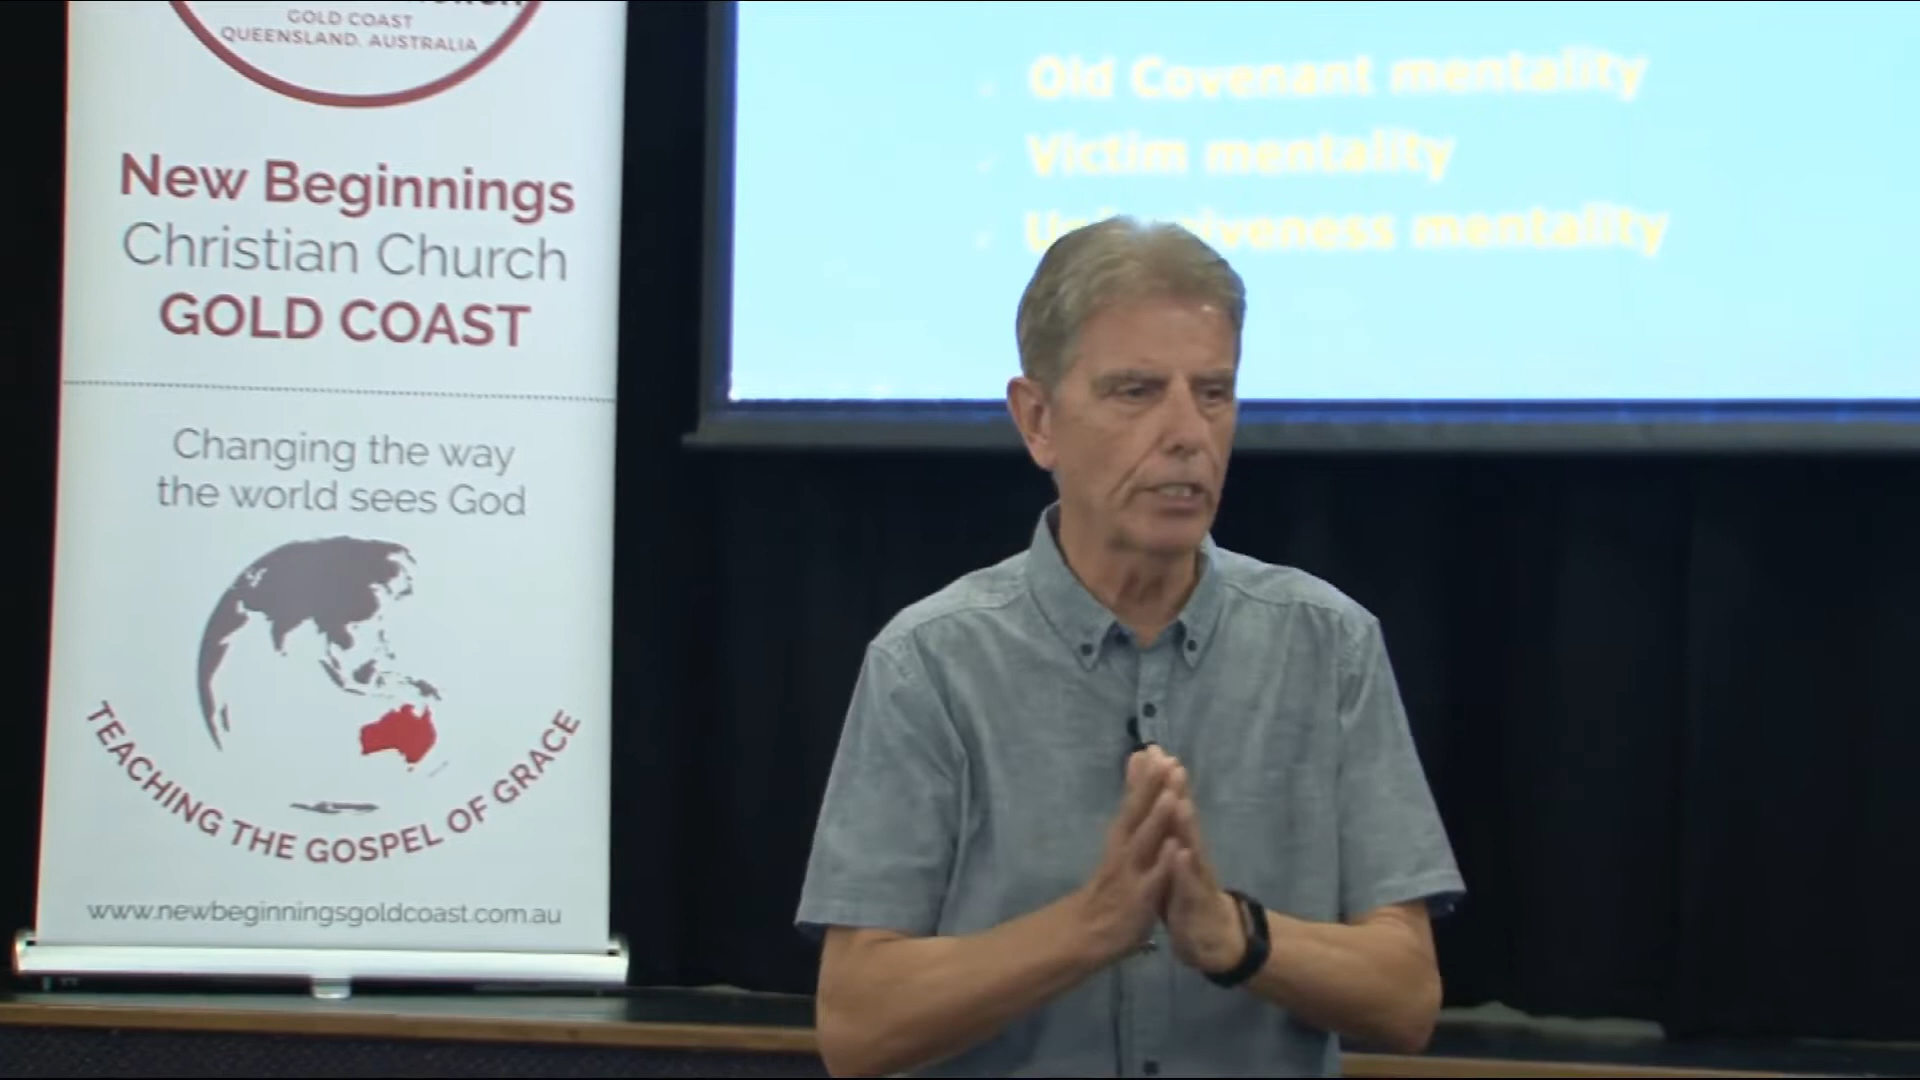 GOLD COAST
QUEENSLAND, AUSTRALIA
New Beginnings
Christian Church
GOLD COAST
Changing the way
the world sees God
TEACHING THE GOSPEL OF GRACE
www.newbeginningsgoldcoast.com.au
Old Covenant mentality
Victim mentality
mentality